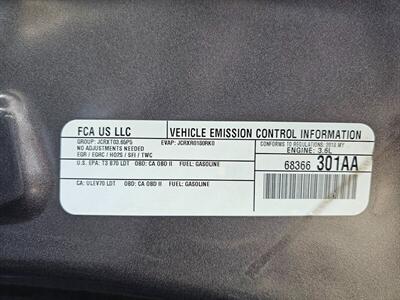 FCA US LLC
VEHICLE EMISSION CONTROL INFORMATION
GROUP: JCRXT03.65P5 EVAP: JCRXR0180RK0
NO ADJUSTMENTS NEEDED
EGR / EGRC / HO2S / SFI / TWC
CONFORMS TO REGULATIONS: 2018 MY
ENGINE: 3.6L
68366 301AA
U.S. EPA: T3 B70 LDT OBD: CA OBD II FUEL: GASOLINE
CA: ULEV70 LDT OBD: CA OBD II FUEL: GASOLINE